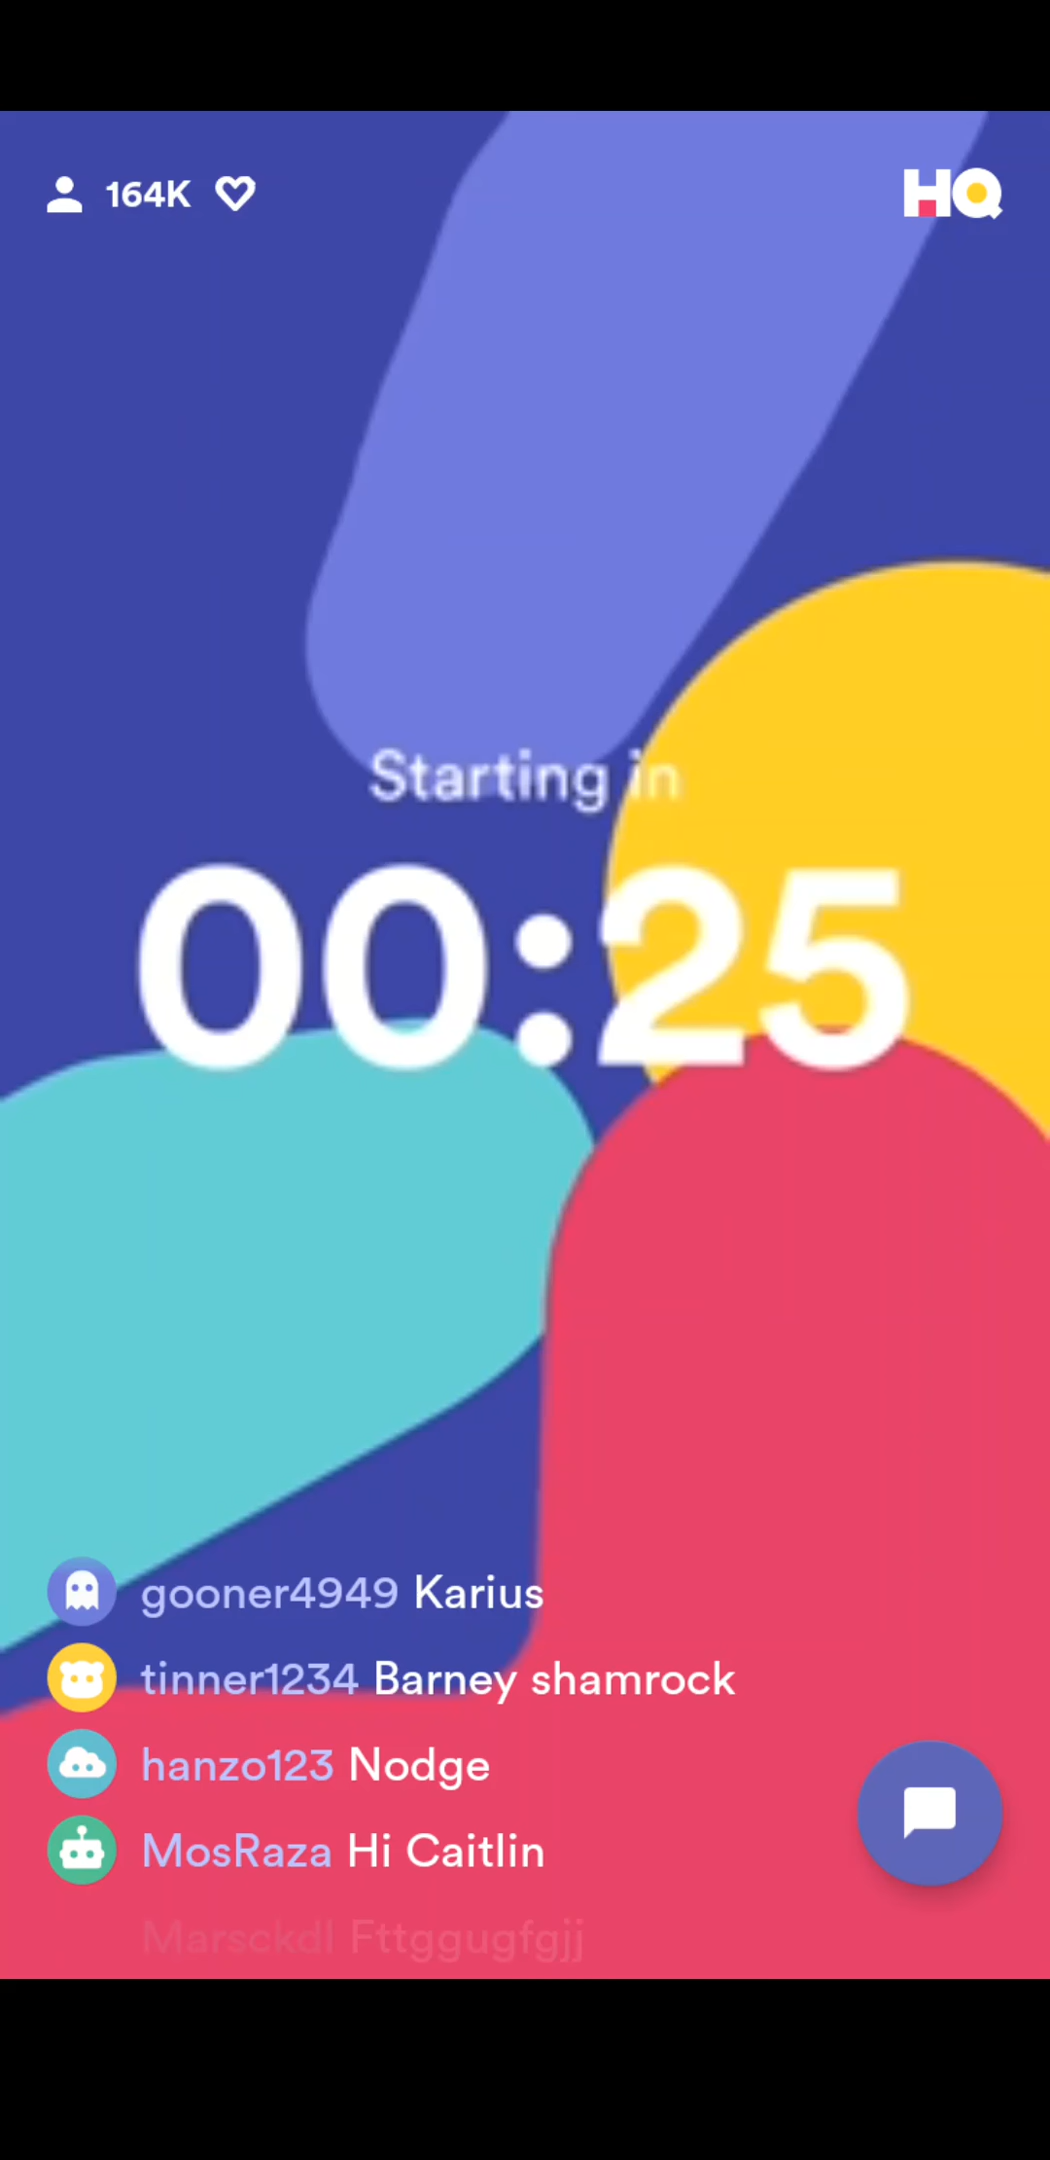 164K
HQ
Starting in
00:25
gooner4949 Karius
tinner1234 Barney shamrock
hanzo123 Nodge
MosRaza Hi Caitlin
Marsckdl Fttggugfgjj